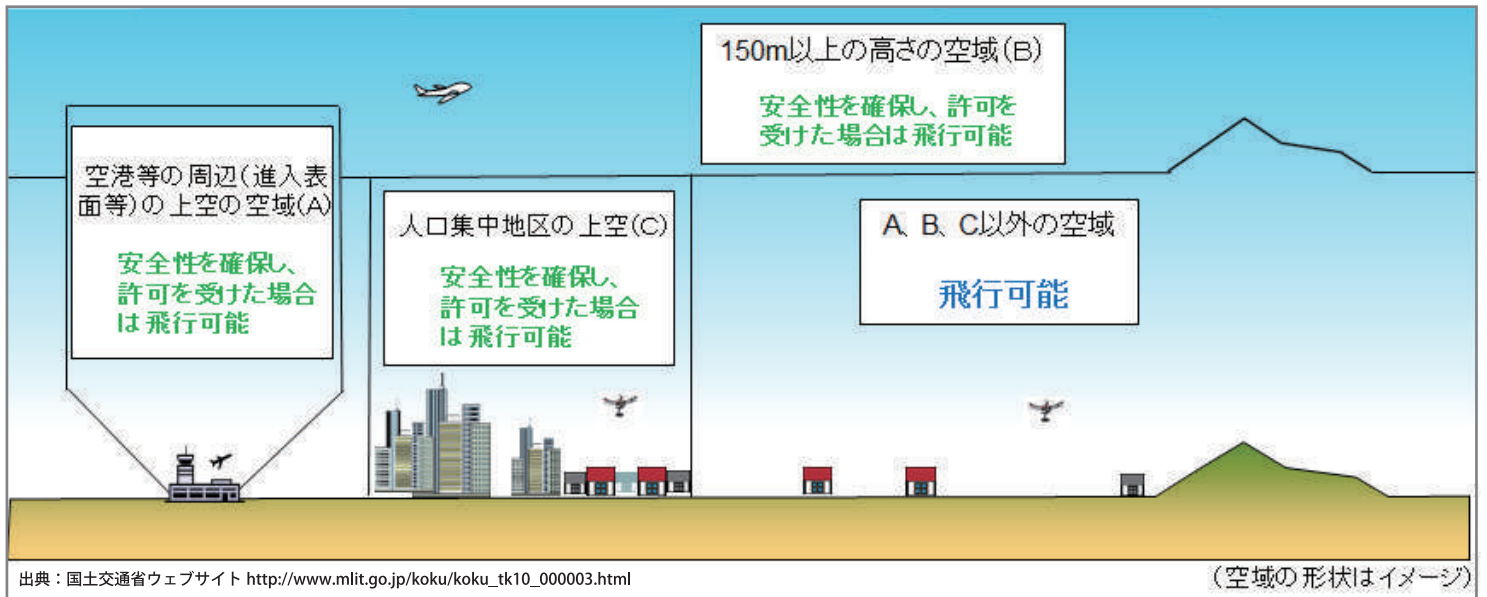 150m以上の高さの空域(B)
安全性を確保し、許可を
受けた場合は飛行可能
空港等の周辺(進入表
面等)の上空の空域(A)
安全性を確保し、
許可を受けた場合
は飛行可能
人口集中地区の上空(C)
安全性を確保し、
許可を受けた場合
は飛行可能
A、B、C以外の空域
飛行可能
出典：国土交通省ウェブサイト http://www.mlit.go.jp/koku/koku_tk10_000003.html
(空域の形状はイメージ)